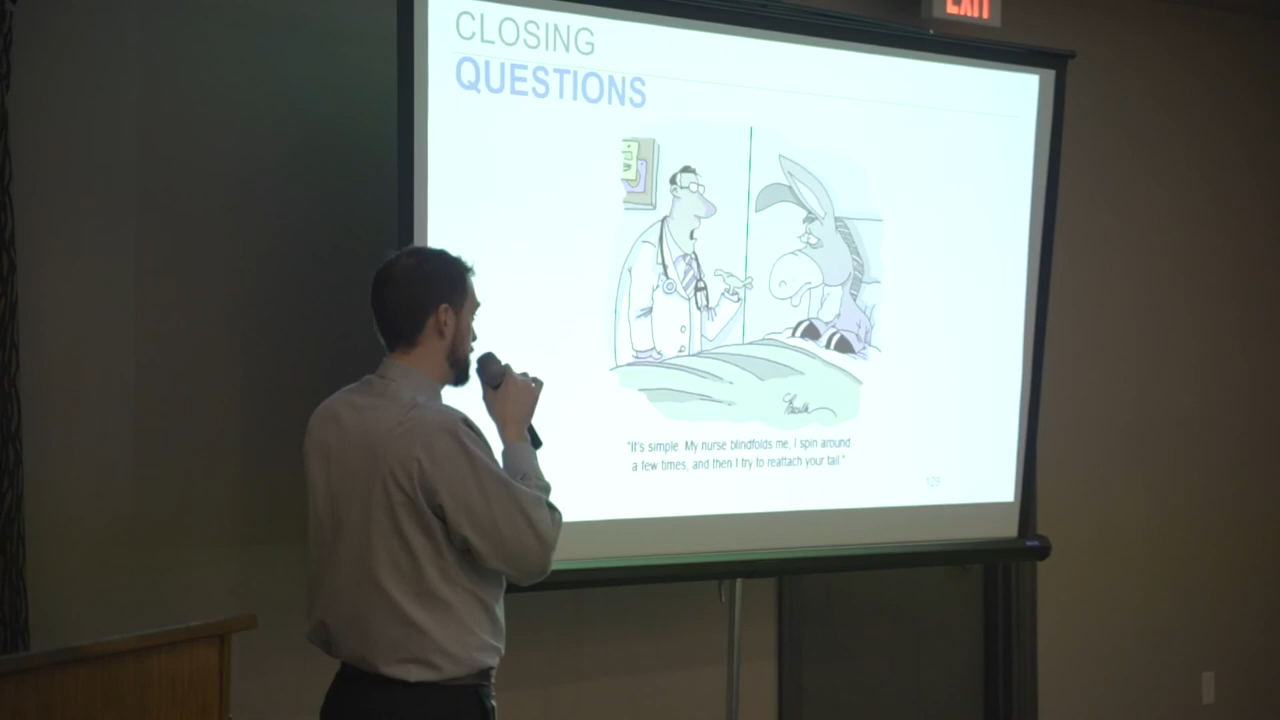 EXIT
CLOSING
QUESTIONS
"It's simple. My nurse blindfolds me, I spin around
a few times, and then I try to reattach your tail."
129